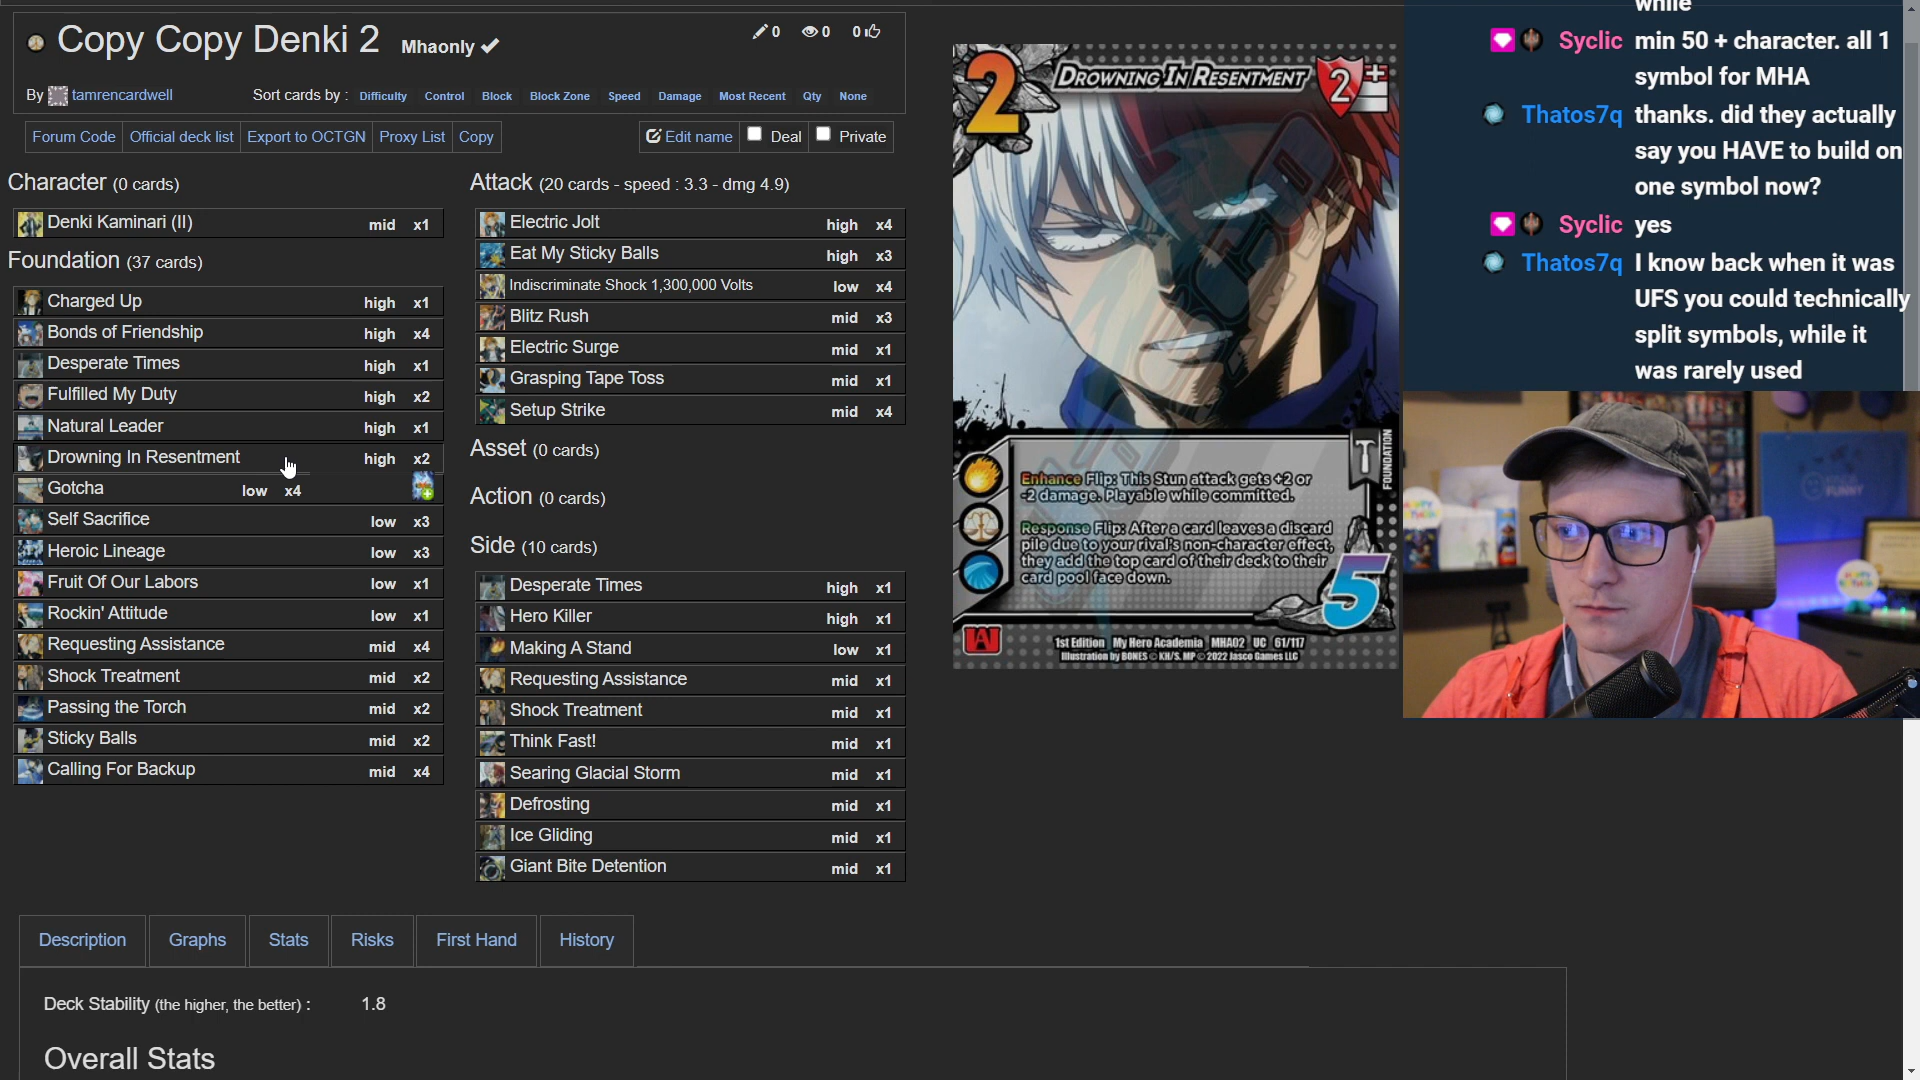 Copy Copy Denki 2 Mhaonly
0 0 0
By tamrencardwell
Sort cards by : Difficulty Control Block Block Zone Speed Damage Most Recent Qty None
Forum Code Official deck list Export to OCTGN Proxy List Copy
Edit name Deal Private
Character (0 cards)
Denki Kaminari (II) mid x1
Foundation (37 cards)
Charged Up high x1
Bonds of Friendship high x4
Desperate Times high x1
Fulfilled My Duty high x2
Natural Leader high x1
Drowning In Resentment high x2
Gotcha low x4
Self Sacrifice low x3
Heroic Lineage low x3
Fruit Of Our Labors low x1
Rockin' Attitude low x1
Requesting Assistance mid x4
Shock Treatment mid x2
Passing the Torch mid x2
Sticky Balls mid x2
Calling For Backup mid x4
Attack (20 cards - speed : 3.3 - dmg 4.9)
Electric Jolt high x4
Eat My Sticky Balls high x3
Indiscriminate Shock 1,300,000 Volts low x4
Blitz Rush mid x3
Electric Surge mid x1
Grasping Tape Toss mid x1
Setup Strike mid x4
Asset (0 cards)
Action (0 cards)
Side (10 cards)
Desperate Times high x1
Hero Killer high x1
Making A Stand low x1
Requesting Assistance mid x1
Shock Treatment mid x1
Think Fast! mid x1
Searing Glacial Storm mid x1
Defrosting mid x1
Ice Gliding mid x1
Giant Bite Detention mid x1
2 Drowning In Resentment 2+
FOUNDATION
Enhance Flip: This Stun attack gets +2 or
-2 damage. Playable while committed.
Response Flip: After a card leaves a discard
pile due to your rival's non-character effect,
they add the top card of their deck to their
card pool face down.
5
1st Edition My Hero Academia MHA02 UC 61/117
Illustration by BONES © KH/S, MP © 2022 Jasco Games LLC
while
Syclic min 50 + character. all 1
symbol for MHA
Thatos7q thanks. did they actually
say you HAVE to build on
one symbol now?
Syclic yes
Thatos7q I know back when it was
UFS you could technically
split symbols, while it
was rarely used
Description Graphs Stats Risks First Hand History
Deck Stability (the higher, the better) : 1.8
Overall Stats